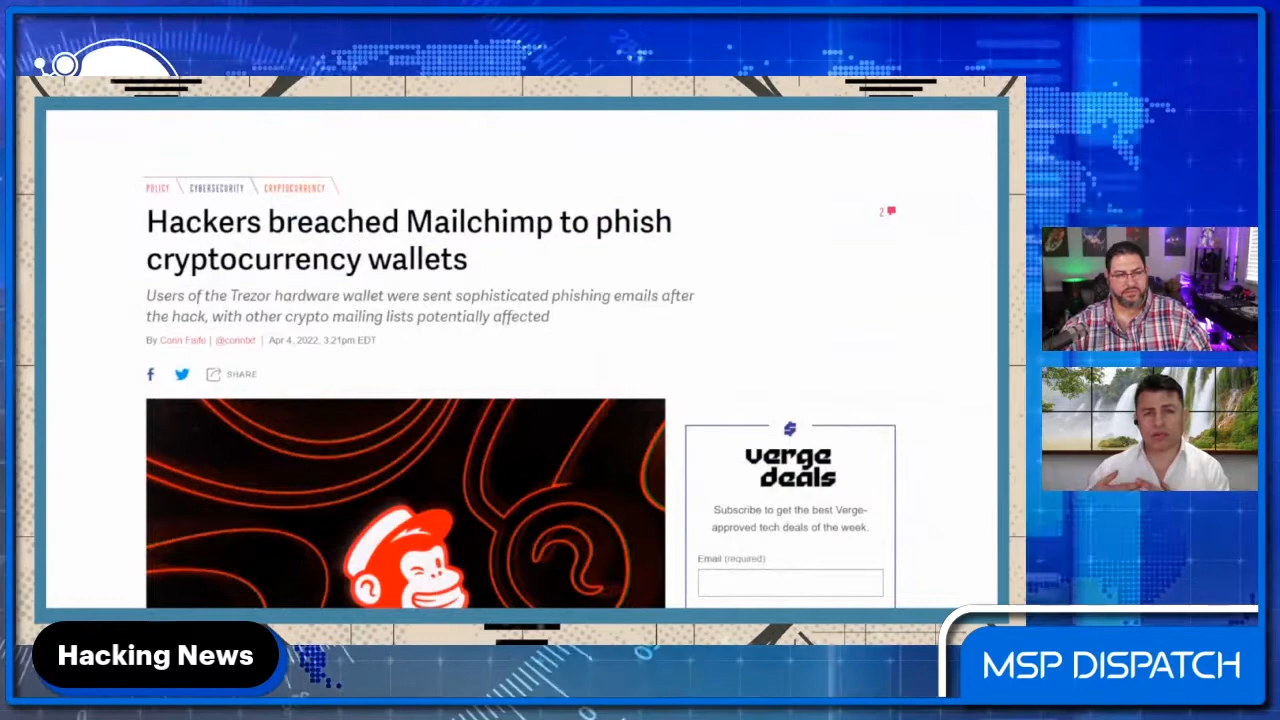 POLICY CYBERSECURITY CRYPTOCURRENCY
Hackers breached Mailchimp to phish
cryptocurrency wallets
2
Users of the Trezor hardware wallet were sent sophisticated phishing emails after
the hack, with other crypto mailing lists potentially affected
By Corin Faife | @corintxt | Apr 4, 2022, 3:21pm EDT
SHARE
verge
deals
Subscribe to get the best Verge-
approved tech deals of the week.
Email (required)
Hacking News
MSP DISPATCH